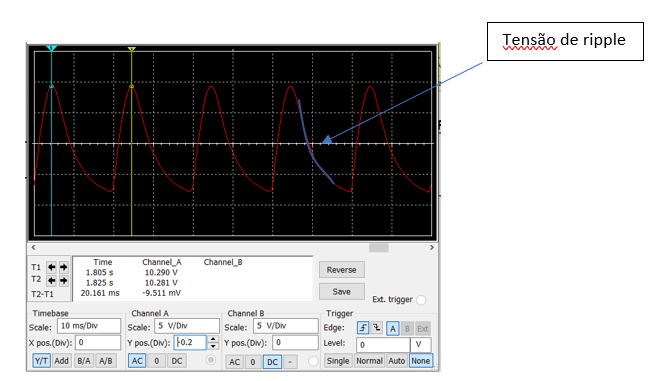 Tensão de ripple
T1
T2
T2-T1
Time Channel_A Channel_B
1.805 s 10.290 V
1.825 s 10.281 V
20.161 ms -9.511 mV
Reverse
Save
Ext. trigger
Timebase
Scale: 10 ms/Div
X pos.(Div): 0
Y/T Add B/A A/B
Channel A
Scale: 5 V/Div
Y pos.(Div): -0.2
AC 0 DC
Channel B
Scale: 5 V/Div
Y pos.(Div): 0
AC 0 DC -
Trigger
Edge: A B Ext
Level: 0 V
Single Normal Auto None